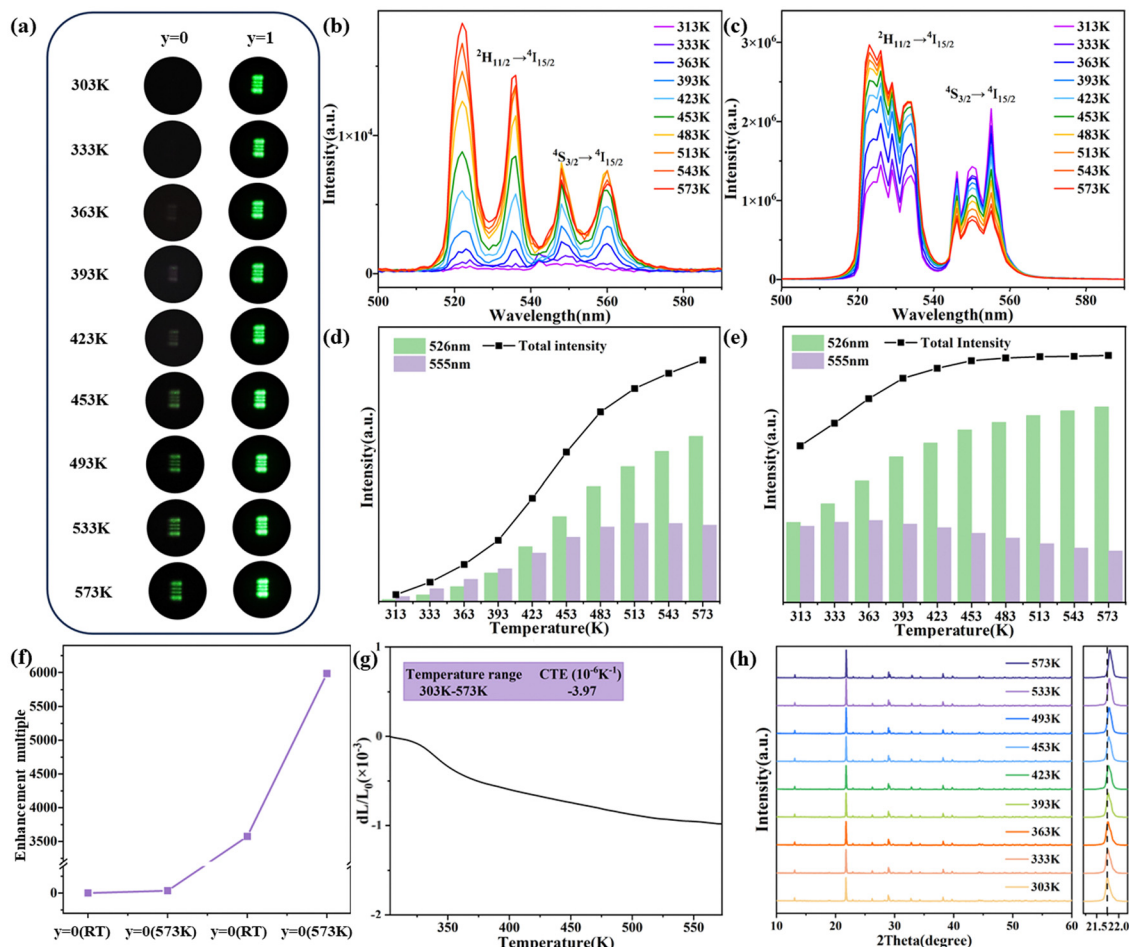 (a)
y=0 y=1
303K
333K
363K
393K
423K
453K
493K
533K
573K
(b)
Intensity(a.u.)
1×10⁴
0
²H₁₁/₂→⁴I₁₅/₂
⁴S₃/₂→⁴I₁₅/₂
313K
333K
363K
393K
423K
453K
483K
513K
543K
573K
500 520 540 560 580
Wavelength(nm)
(c)
Intensity(a.u.)
3×10⁶
2×10⁶
1×10⁶
0
²H₁₁/₂→⁴I₁₅/₂
⁴S₃/₂→⁴I₁₅/₂
313K
333K
363K
393K
423K
453K
483K
513K
543K
573K
500 520 540 560 580
Wavelength(nm)
(d)
526nm
555nm
Total intensity
Intensity(a.u.)
313 333 363 393 423 453 483 513 543 573
Temperature(K)
(e)
526nm
555nm
Total Intensity
Intensity(a.u.)
313 333 363 393 423 453 483 513 543 573
Temperature(K)
(f)
Enhancement multiple
6000
5500
5000
4500
4000
3500
0
y=0(RT) y=0(573K) y=0(RT) y=0(573K)
(g)
dL/L₀(×10⁻³)
1
0
-1
-2
Temperature range CTE (10⁻⁶K⁻¹)
303K-573K -3.97
350 400 450 500 550
Temperature(K)
(h)
Intensity(a.u.)
573K
533K
493K
453K
423K
393K
363K
333K
303K
10 20 30 40 50 60
2Theta(degree)
21.5 22.0